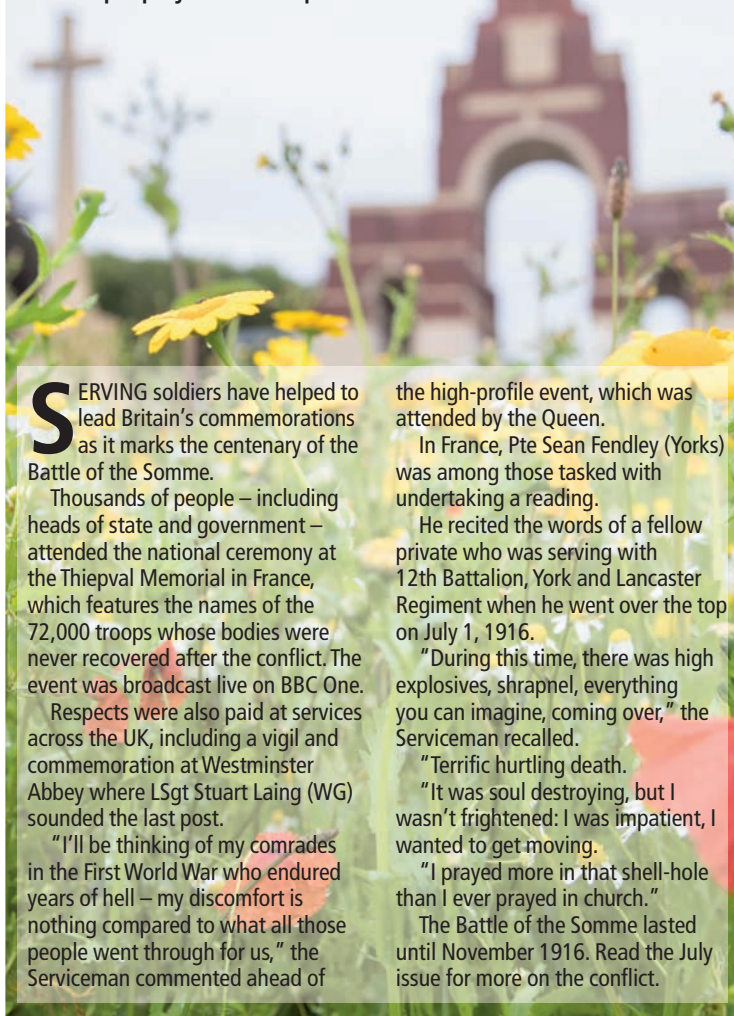 SERVING soldiers have helped to
lead Britain's commemorations
as it marks the centenary of the
Battle of the Somme.
Thousands of people – including
heads of state and government –
attended the national ceremony at
the Thiepval Memorial in France,
which features the names of the
72,000 troops whose bodies were
never recovered after the conflict. The
event was broadcast live on BBC One.
Respects were also paid at services
across the UK, including a vigil and
commemoration at Westminster
Abbey where LSgt Stuart Laing (WG)
sounded the last post.
"I'll be thinking of my comrades
in the First World War who endured
years of hell – my discomfort is
nothing compared to what all those
people went through for us," the
Serviceman commented ahead of
the high-profile event, which was
attended by the Queen.
In France, Pte Sean Fendley (Yorks)
was among those tasked with
undertaking a reading.
He recited the words of a fellow
private who was serving with
12th Battalion, York and Lancaster
Regiment when he went over the top
on July 1, 1916.
"During this time, there was high
explosives, shrapnel, everything
you can imagine, coming over," the
Serviceman recalled.
"Terrific hurtling death.
"It was soul destroying, but I
wasn't frightened: I was impatient, I
wanted to get moving.
"I prayed more in that shell-hole
than I ever prayed in church."
The Battle of the Somme lasted
until November 1916. Read the July
issue for more on the conflict.